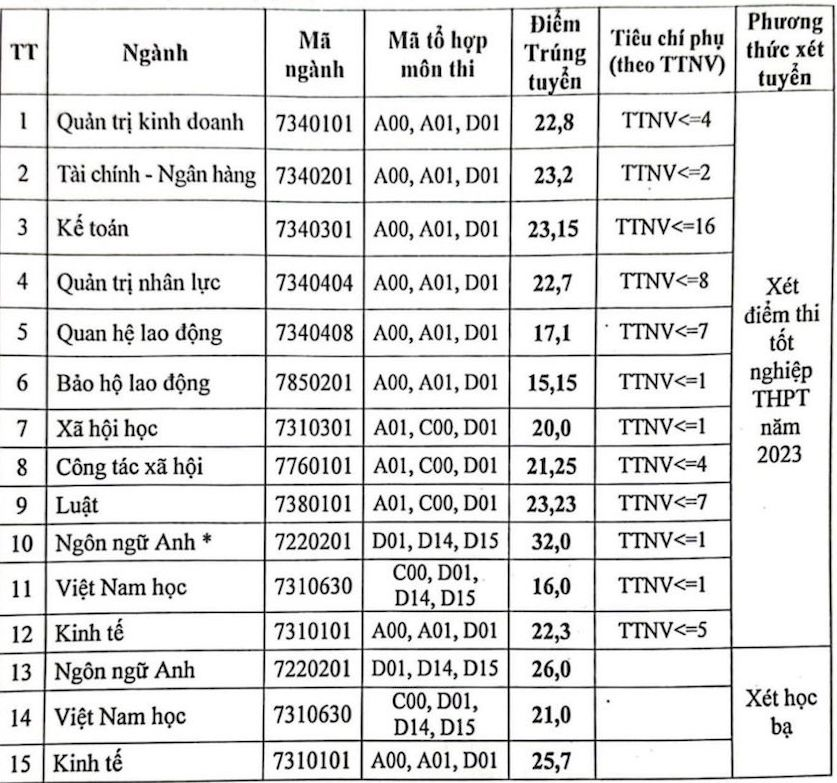 TT Ngành Mã ngành Mã tổ hợp môn thi Điểm Trúng tuyển Tiêu chí phụ (theo TTNV) Phương thức xét tuyển
1 Quản trị kinh doanh 7340101 A00, A01, D01 22,8 TTNV<=4
2 Tài chính - Ngân hàng 7340201 A00, A01, D01 23,2 TTNV<=2
3 Kế toán 7340301 A00, A01, D01 23,15 TTNV<=16
4 Quản trị nhân lực 7340404 A00, A01, D01 22,7 TTNV<=8
5 Quan hệ lao động 7340408 A00, A01, D01 17,1 TTNV<=7
6 Bảo hộ lao động 7850201 A00, A01, D01 15,15 TTNV<=1
7 Xã hội học 7310301 A01, C00, D01 20,0 TTNV<=1
8 Công tác xã hội 7760101 A01, C00, D01 21,25 TTNV<=4
9 Luật 7380101 A01, C00, D01 23,23 TTNV<=7
10 Ngôn ngữ Anh * 7220201 D01, D14, D15 32,0 TTNV<=1
11 Việt Nam học 7310630 C00, D01, D14, D15 16,0 TTNV<=1
12 Kinh tế 7310101 A00, A01, D01 22,3 TTNV<=5
Xét
điểm thi
tốt
nghiệp
THPT
năm
2023
13 Ngôn ngữ Anh 7220201 D01, D14, D15 26,0
14 Việt Nam học 7310630 C00, D01, D14, D15 21,0
15 Kinh tế 7310101 A00, A01, D01 25,7
Xét học
bạ